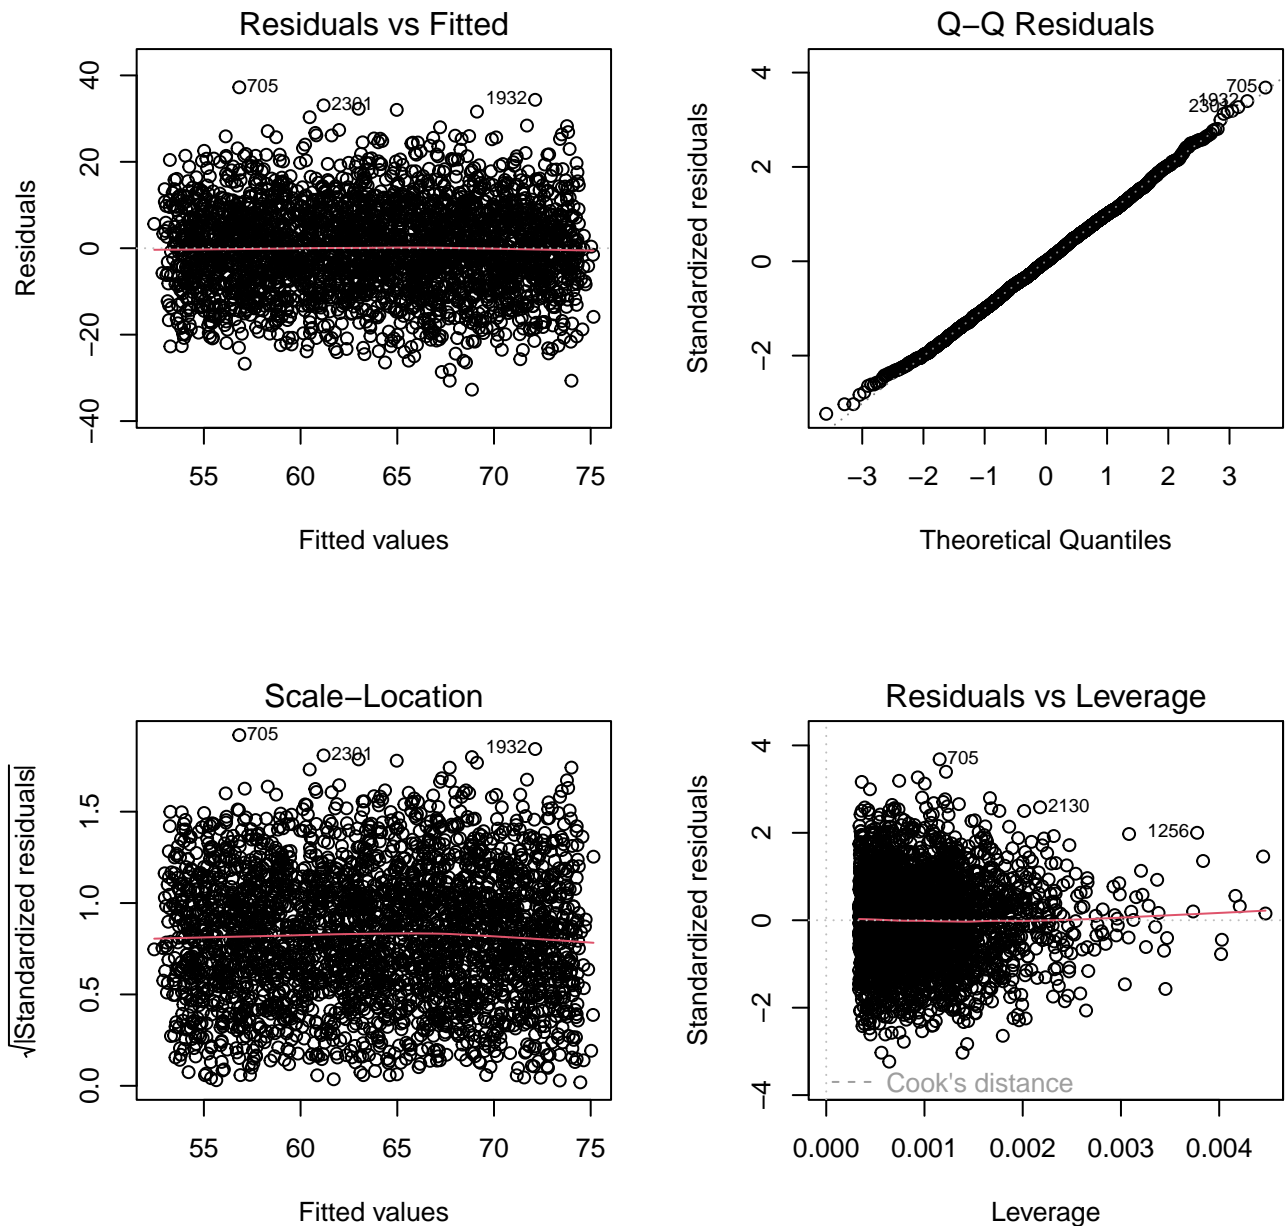 Residuals vs Fitted
Residuals
40
20
0
−20
−40
705
2301
1932
55 60 65 70 75
Fitted values
Q−Q Residuals
Standardized residuals
4
2
0
−2
705
1932
2301
−3 −2 −1 0 1 2 3
Theoretical Quantiles
Scale−Location
√|Standardized residuals|
1.5
1.0
0.5
0.0
705
2301
1932
55 60 65 70 75
Fitted values
Residuals vs Leverage
Standardized residuals
4
2
0
−2
−4
705
2130
1256
Cook's distance
0.000 0.001 0.002 0.003 0.004
Leverage